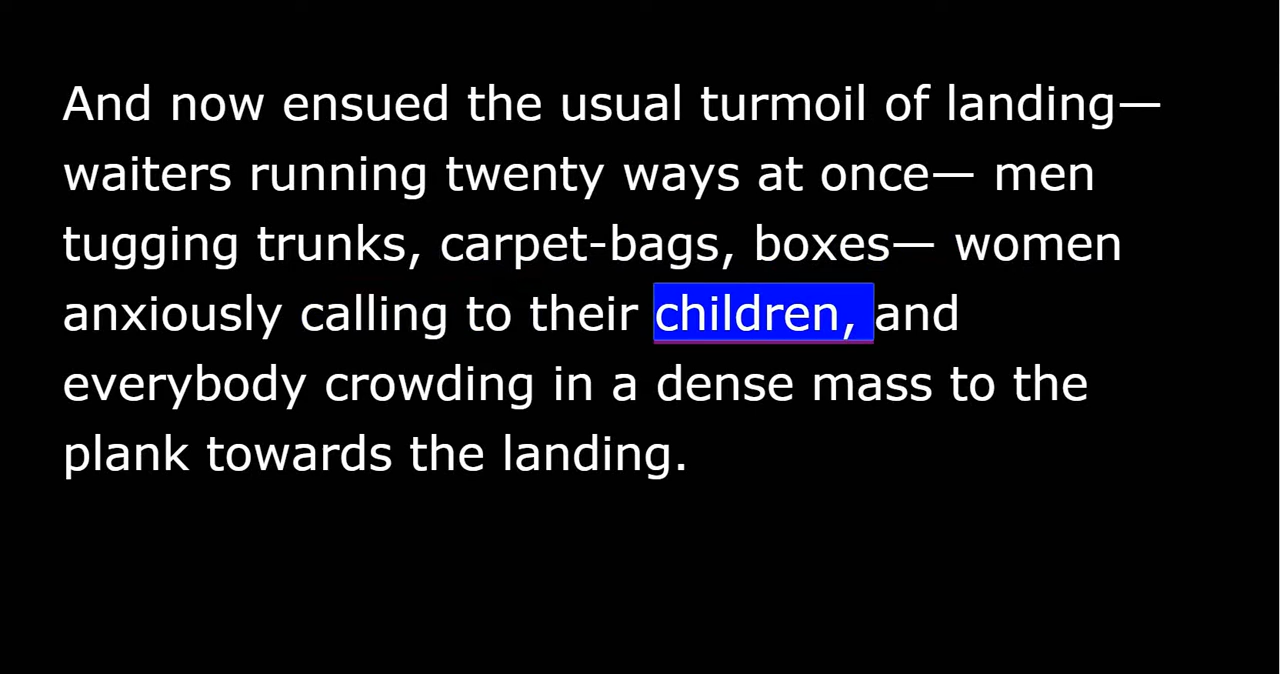 And now ensued the usual turmoil of landing—
waiters running twenty ways at once— men
tugging trunks, carpet-bags, boxes— women
anxiously calling to their children, and
everybody crowding in a dense mass to the
plank towards the landing.